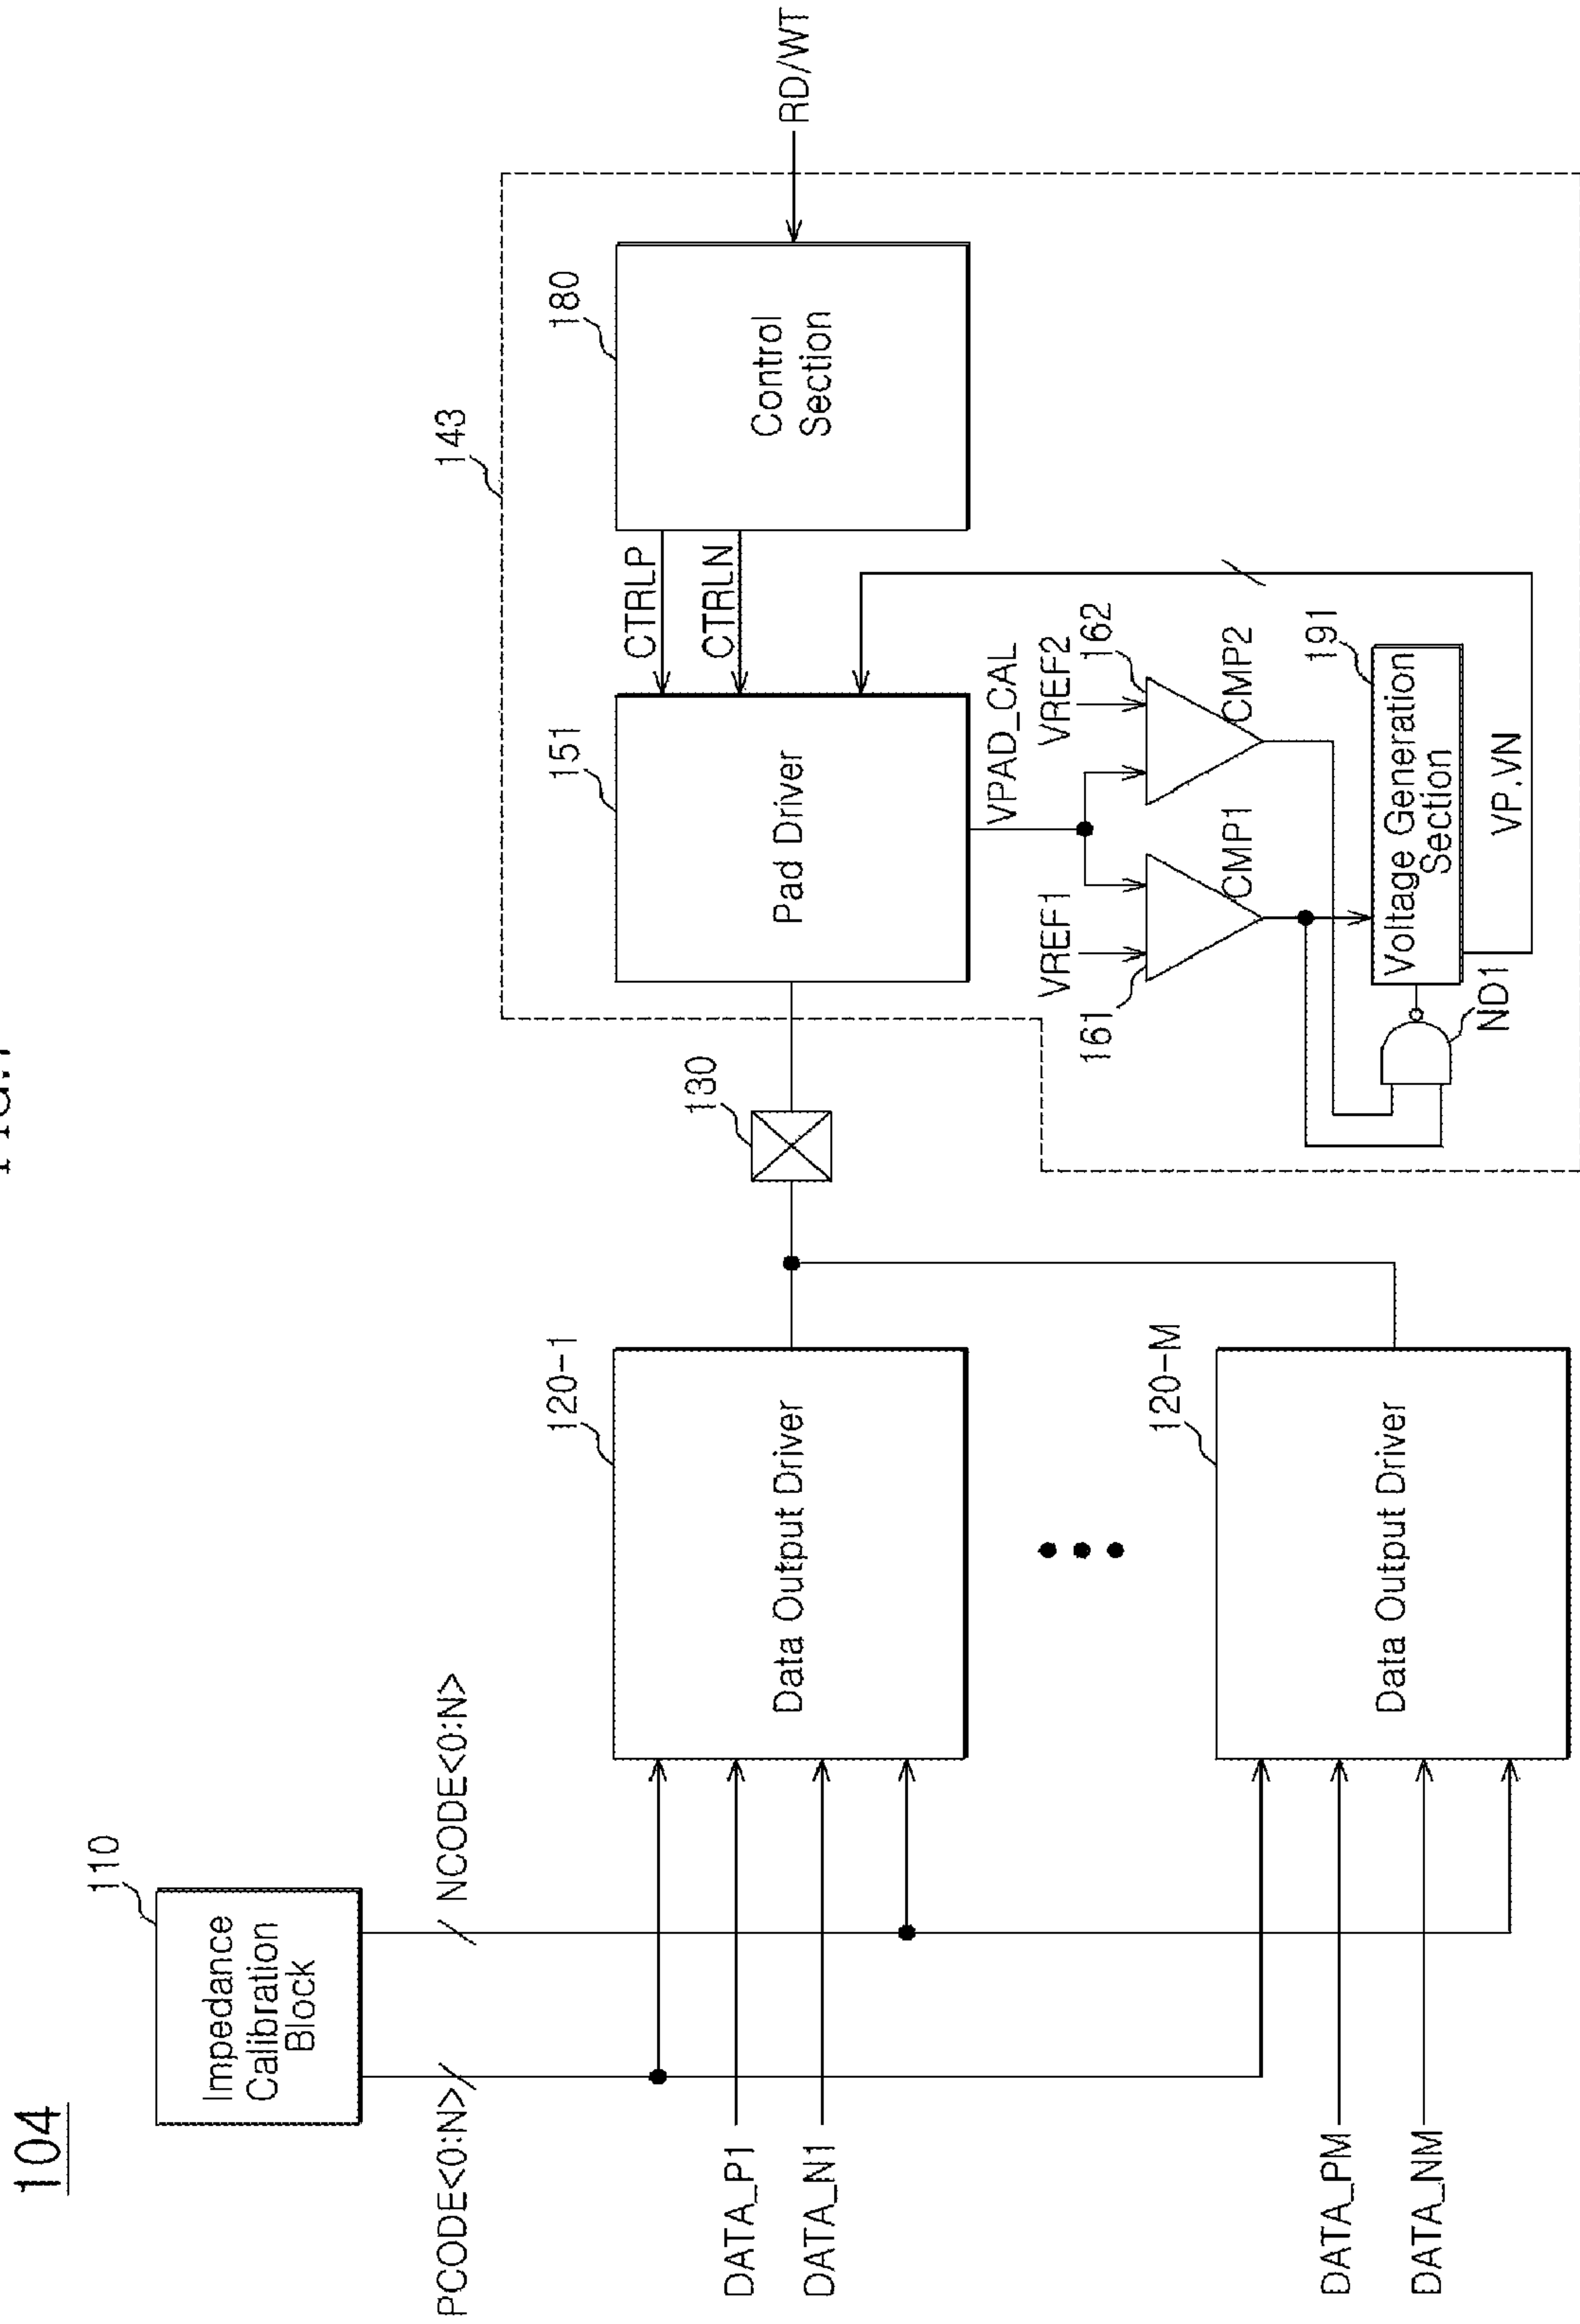 104
110
Impedance
Calibration
Block
PCODE<0:N>
NCODE<0:N>
DATA_P1
DATA_N1
120-1
Data Output Driver
130
143
151
Pad Driver
CTRLP
CTRLN
180
Control
Section
RD/WT
VPAD_CAL
VREF1
VREF2
161
162
CMP1
CMP2
191
Voltage Generation
Section
ND1
VP,VN
DATA_PM
DATA_NM
120-M
Data Output Driver